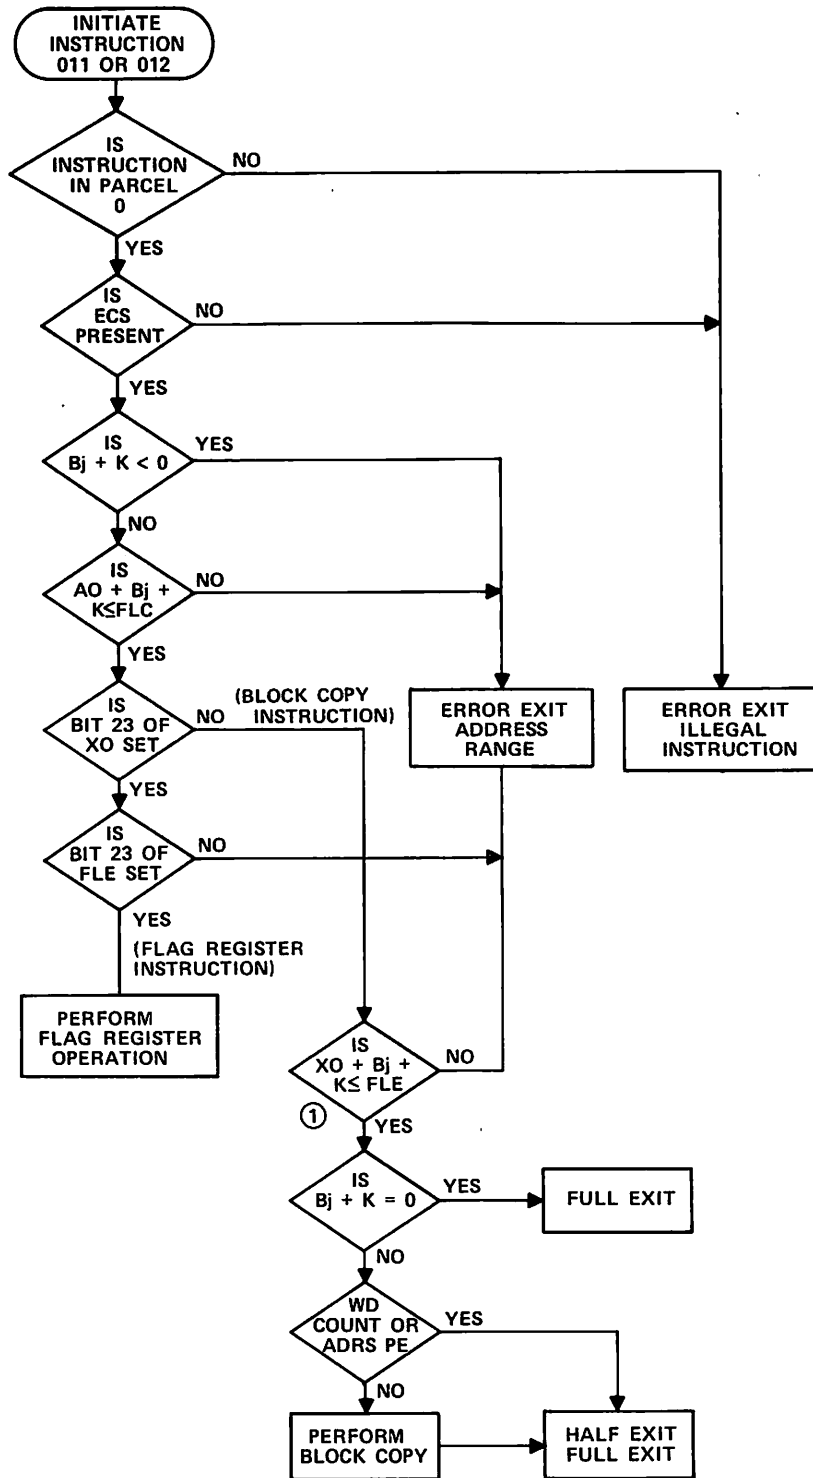 INITIATE
INSTRUCTION
011 OR 012
IS
INSTRUCTION
IN PARCEL
0
NO
YES
IS
ECS
PRESENT
NO
YES
IS
Bj + K < 0
YES
NO
IS
AO + Bj +
K≤FLC
NO
YES
IS
BIT 23 OF
XO SET
NO
(BLOCK COPY
INSTRUCTION)
YES
ERROR EXIT
ADDRESS
RANGE
ERROR EXIT
ILLEGAL
INSTRUCTION
IS
BIT 23 OF
FLE SET
NO
YES
(FLAG REGISTER
INSTRUCTION)
PERFORM
FLAG REGISTER
OPERATION
IS
XO + Bj +
K≤ FLE
NO
①
YES
IS
Bj + K = 0
YES
FULL EXIT
NO
WD
COUNT OR
ADRS PE
YES
NO
PERFORM
BLOCK COPY
HALF EXIT
FULL EXIT